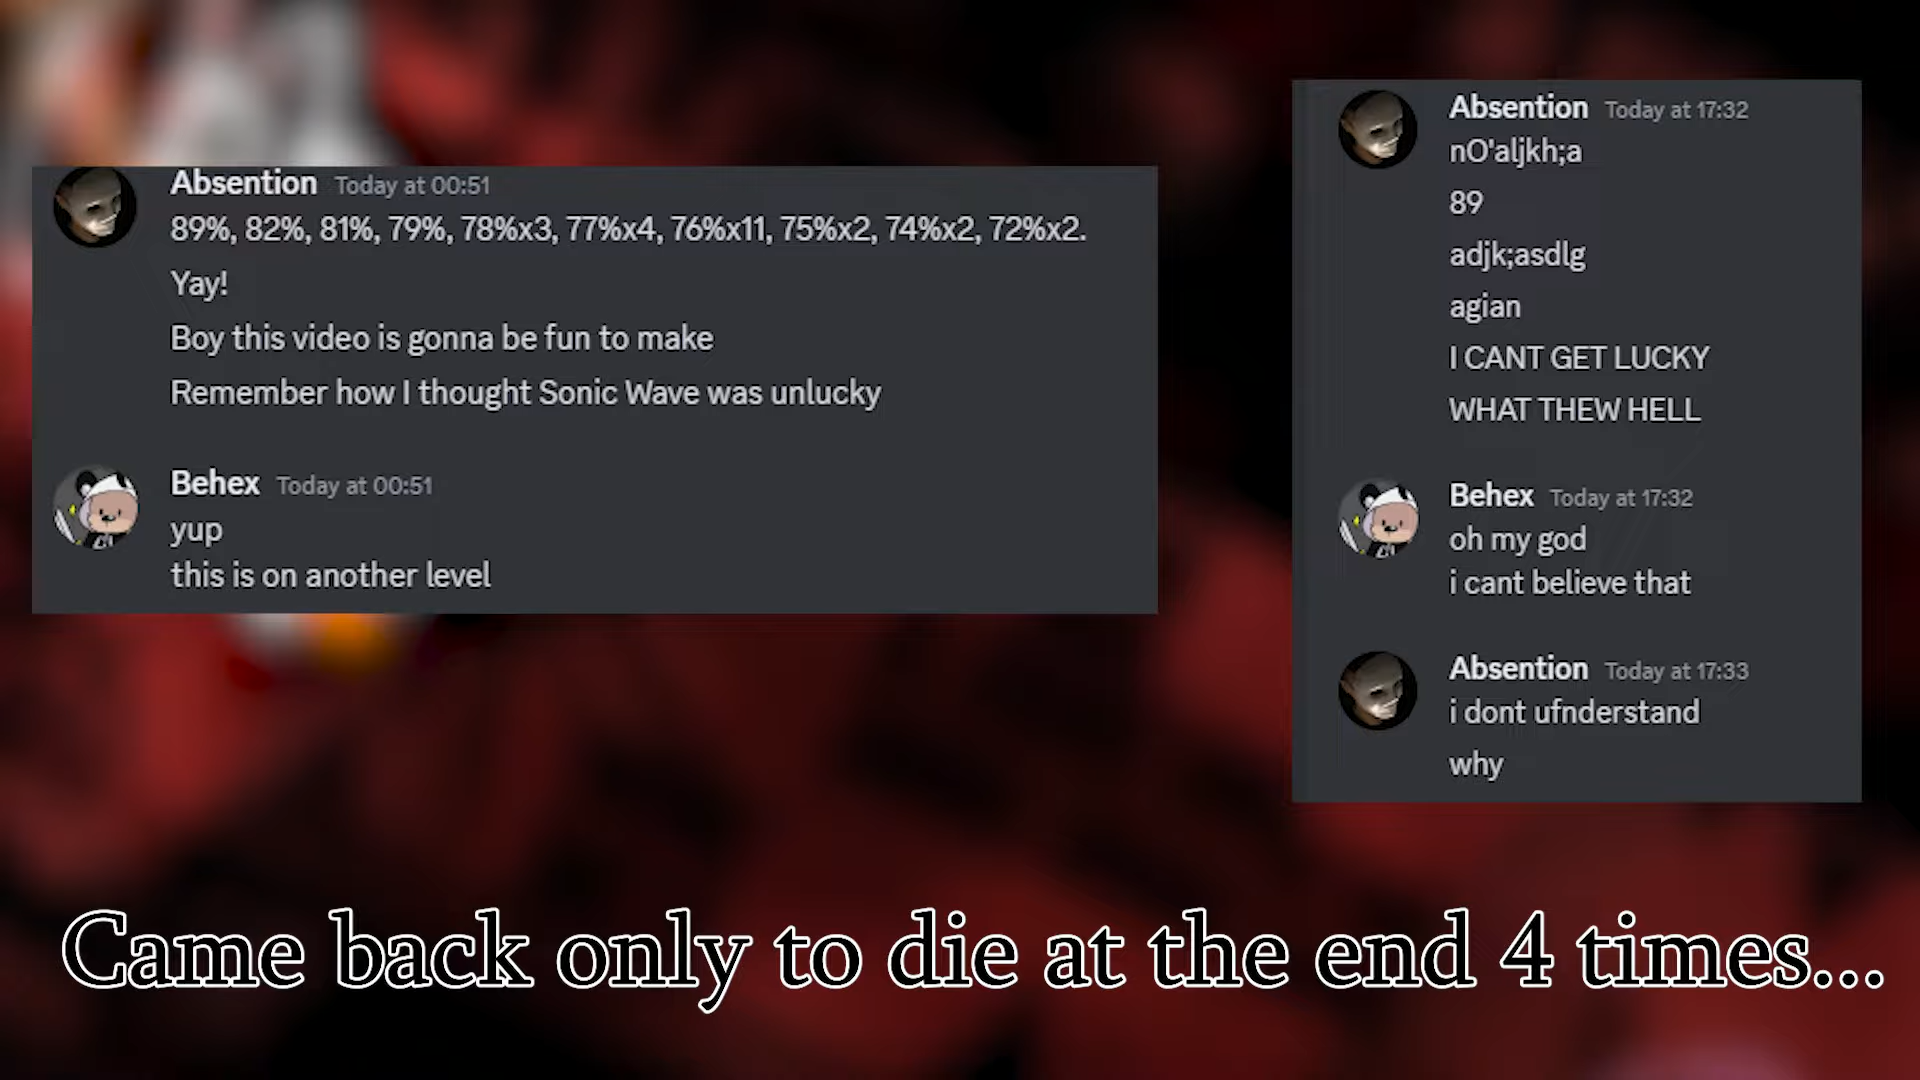 Absention Today at 00:51
89%, 82%, 81%, 79%, 78%x3, 77%x4, 76%x11, 75%x2, 74%x2, 72%x2.
Yay!
Boy this video is gonna be fun to make
Remember how I thought Sonic Wave was unlucky
Behex Today at 00:51
yup
this is on another level
Absention Today at 17:32
nO'aljkh;a
89
adjk;asdlg
agian
I CANT GET LUCKY
WHAT THEW HELL
Behex Today at 17:32
oh my god
i cant believe that
Absention Today at 17:33
i dont ufnderstand
why
Came back only to die at the end 4 times...